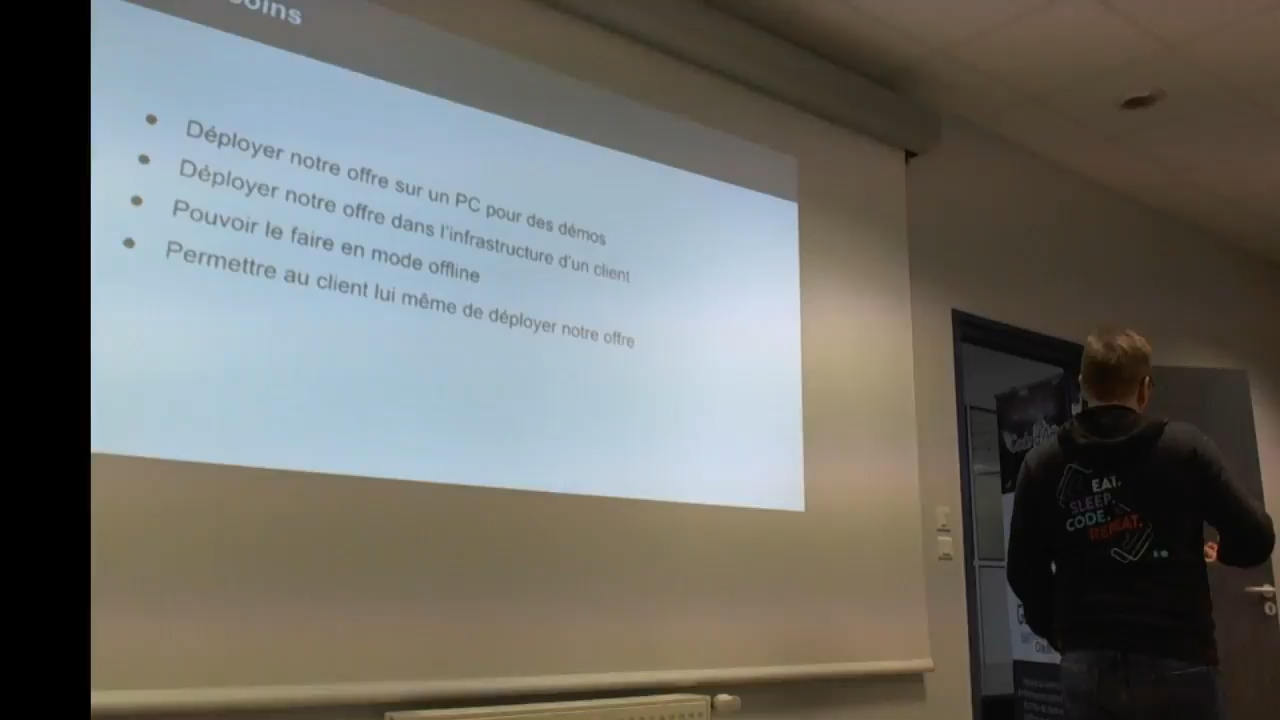 Déployer notre offre sur un PC pour des démos
Déployer notre offre dans l'infrastructure d'un client
Pouvoir le faire en mode offline
Permettre au client lui même de déployer notre offre
EAT.
SLEEP.
CODE.
REPEAT.